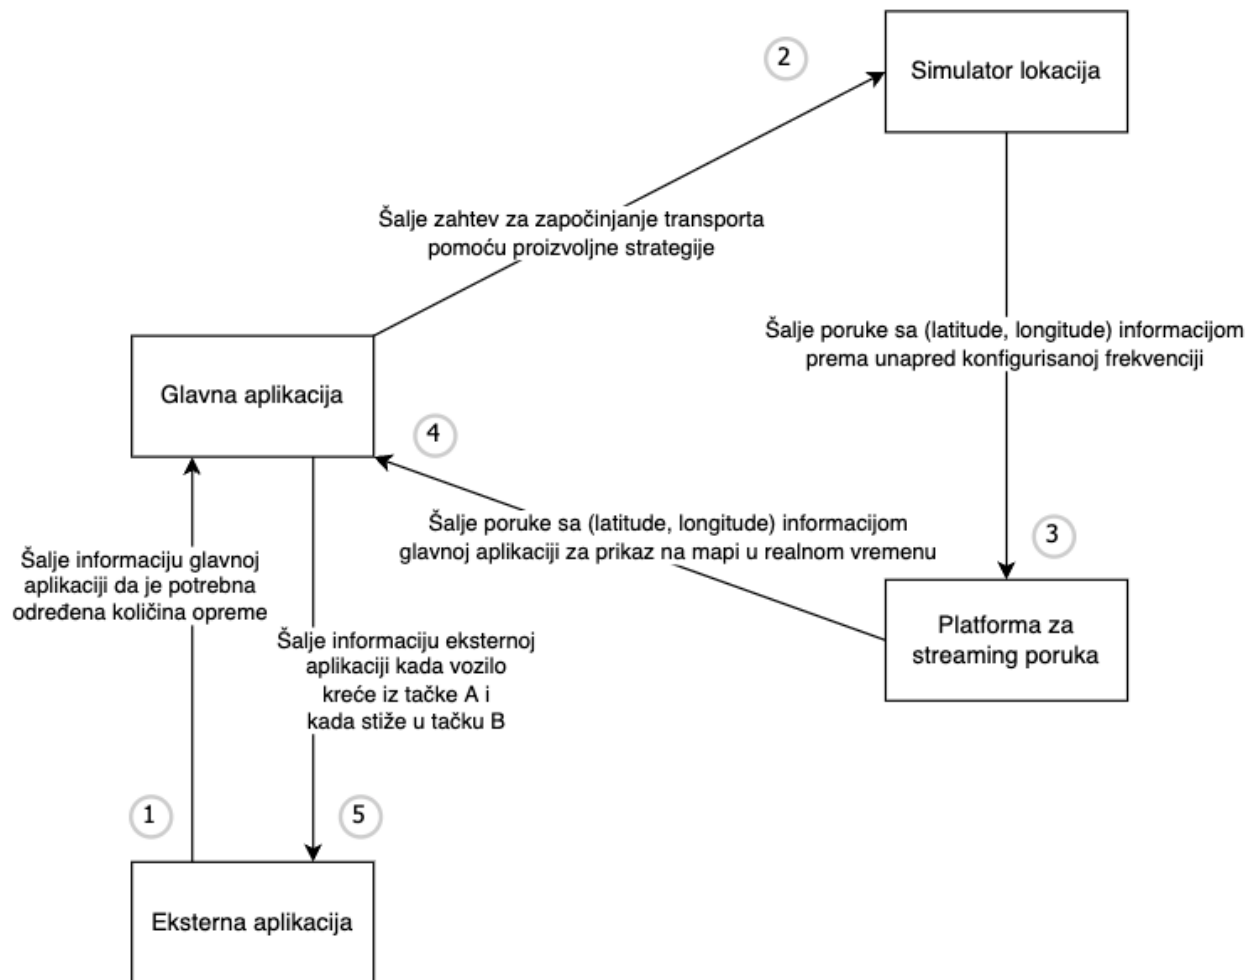 2
Simulator lokacija
Šalje zahtev za započinjanje transporta
pomoću proizvoljne strategije
Šalje poruke sa (latitude, longitude) informacijom
prema unapred konfigurisanoj frekvenciji
Glavna aplikacija
4
Šalje poruke sa (latitude, longitude) informacijom
glavnoj aplikaciji za prikaz na mapi u realnom vremenu
3
Šalje informaciju glavnoj
aplikaciji da je potrebna
određena količina opreme
Platforma za
streaming poruka
Šalje informaciju eksternoj
aplikaciji kada vozilo
kreće iz tačke A i
kada stiže u tačku B
1
5
Eksterna aplikacija